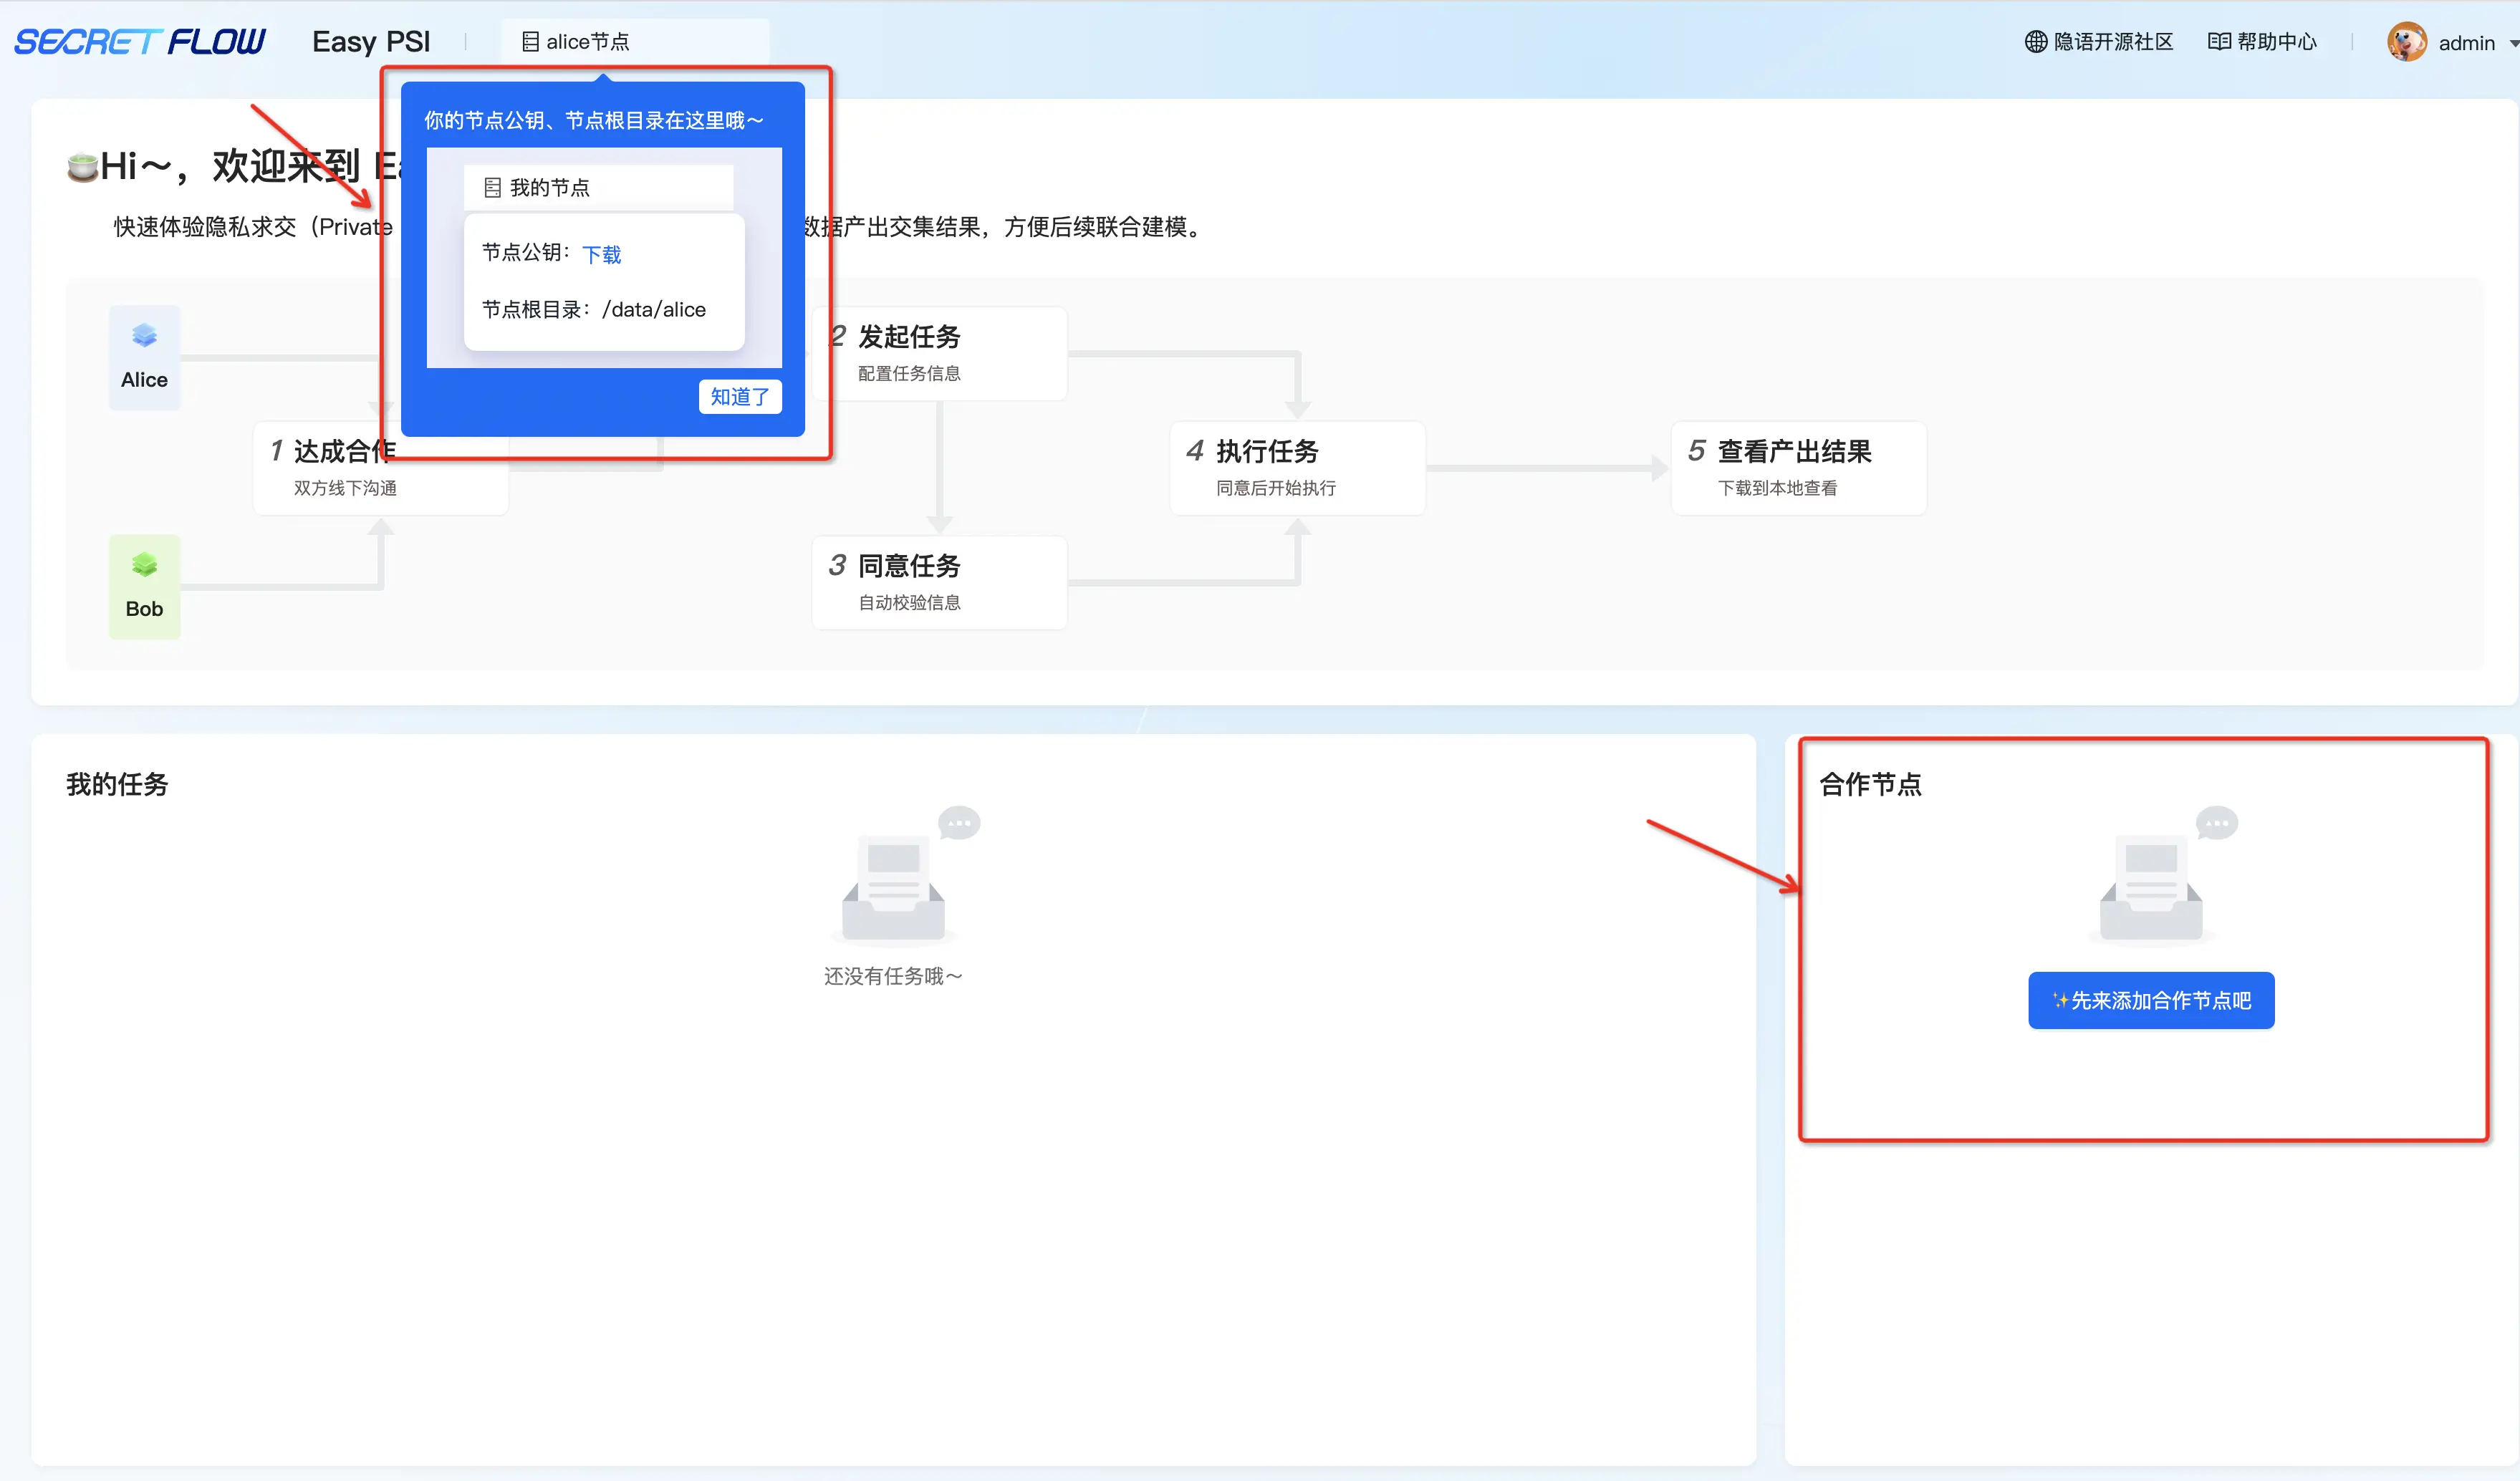 SECRET FLOW
Easy PSI
alice节点
隐语开源社区
帮助中心
admin
你的节点公钥、节点根目录在这里哦～
我的节点
节点公钥：下载
节点根目录：/data/alice
知道了
Hi～，欢迎来到
快速体验隐私求交（Private
数据产出交集结果，方便后续联合建模。
Alice
2 发起任务
配置任务信息
1 达成合作
双方线下沟通
4 执行任务
同意后开始执行
5 查看产出结果
下载到本地查看
3 同意任务
自动校验信息
Bob
我的任务
还没有任务哦～
合作节点
✨先来添加合作节点吧